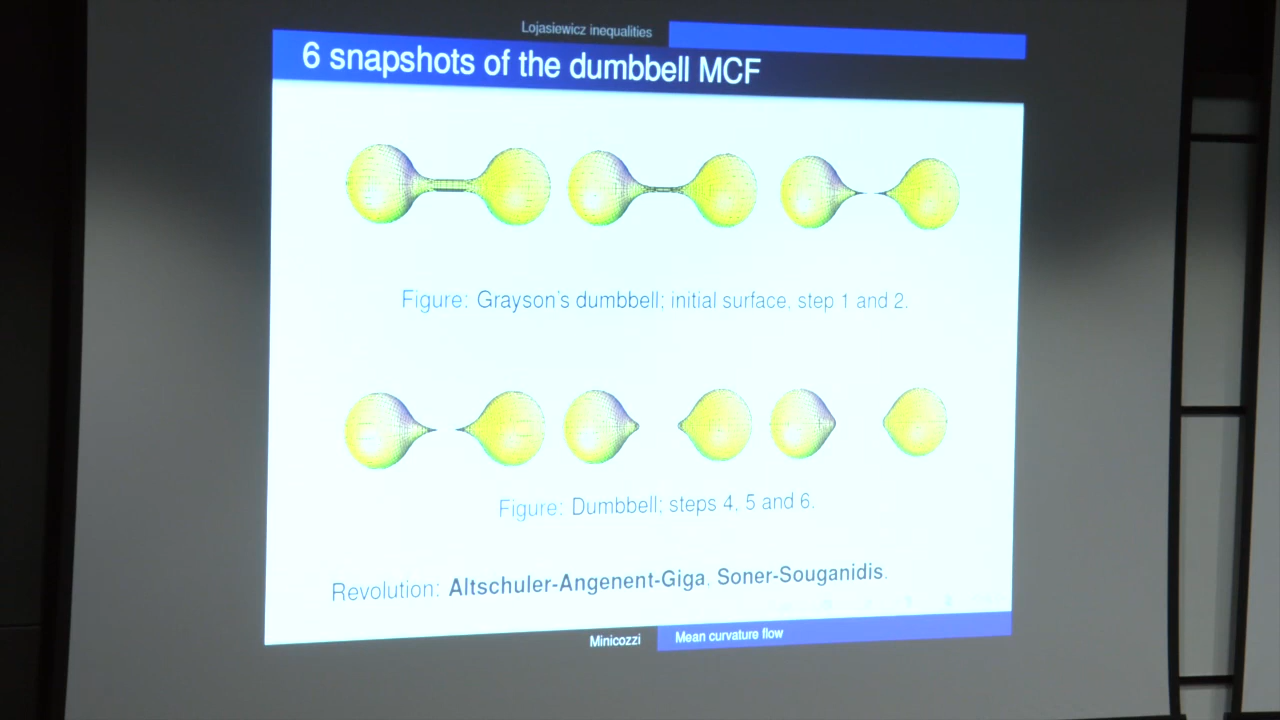 Lojasiewicz inequalities
6 snapshots of the dumbbell MCF
Figure: Grayson's dumbbell; initial surface, step 1 and 2.
Figure: Dumbbell; steps 4, 5 and 6.
Revolution: Altschuler-Angenent-Giga, Soner-Souganidis.
Minicozzi
Mean curvature flow